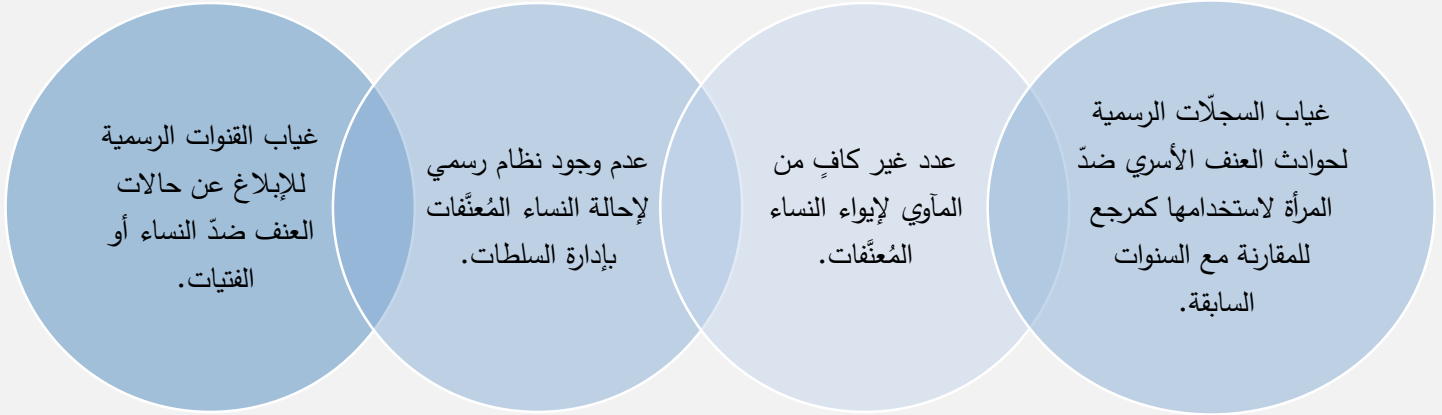 غياب السجلّات الرسمية
لحوادث العنف الأسري ضدّ
المرأة لاستخدامها كمرجع
للمقارنة مع السنوات
السابقة.
عدد غير كافٍ من
المآوي لإيواء النساء
المُعنَّفات.
عدم وجود نظام رسمي
لإحالة النساء المُعنَّفات
بإدارة السلطات.
غياب القنوات الرسمية
للإبلاغ عن حالات
العنف ضدّ النساء أو
الفتيات.